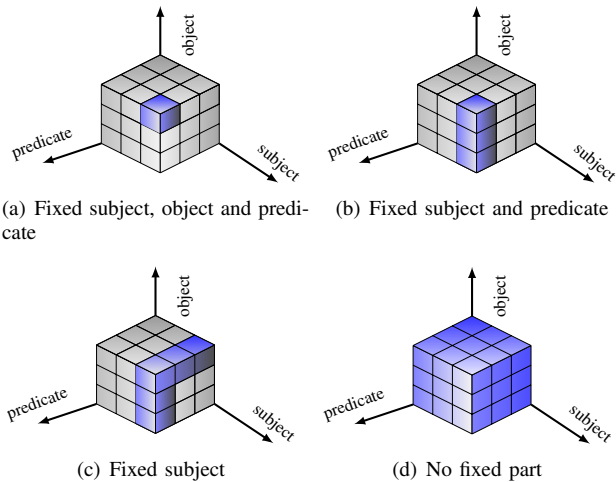 object
predicate
subject
(a) Fixed subject, object and predi-
cate
object
predicate
subject
(b) Fixed subject and predicate
object
predicate
subject
(c) Fixed subject
object
predicate
subject
(d) No fixed part